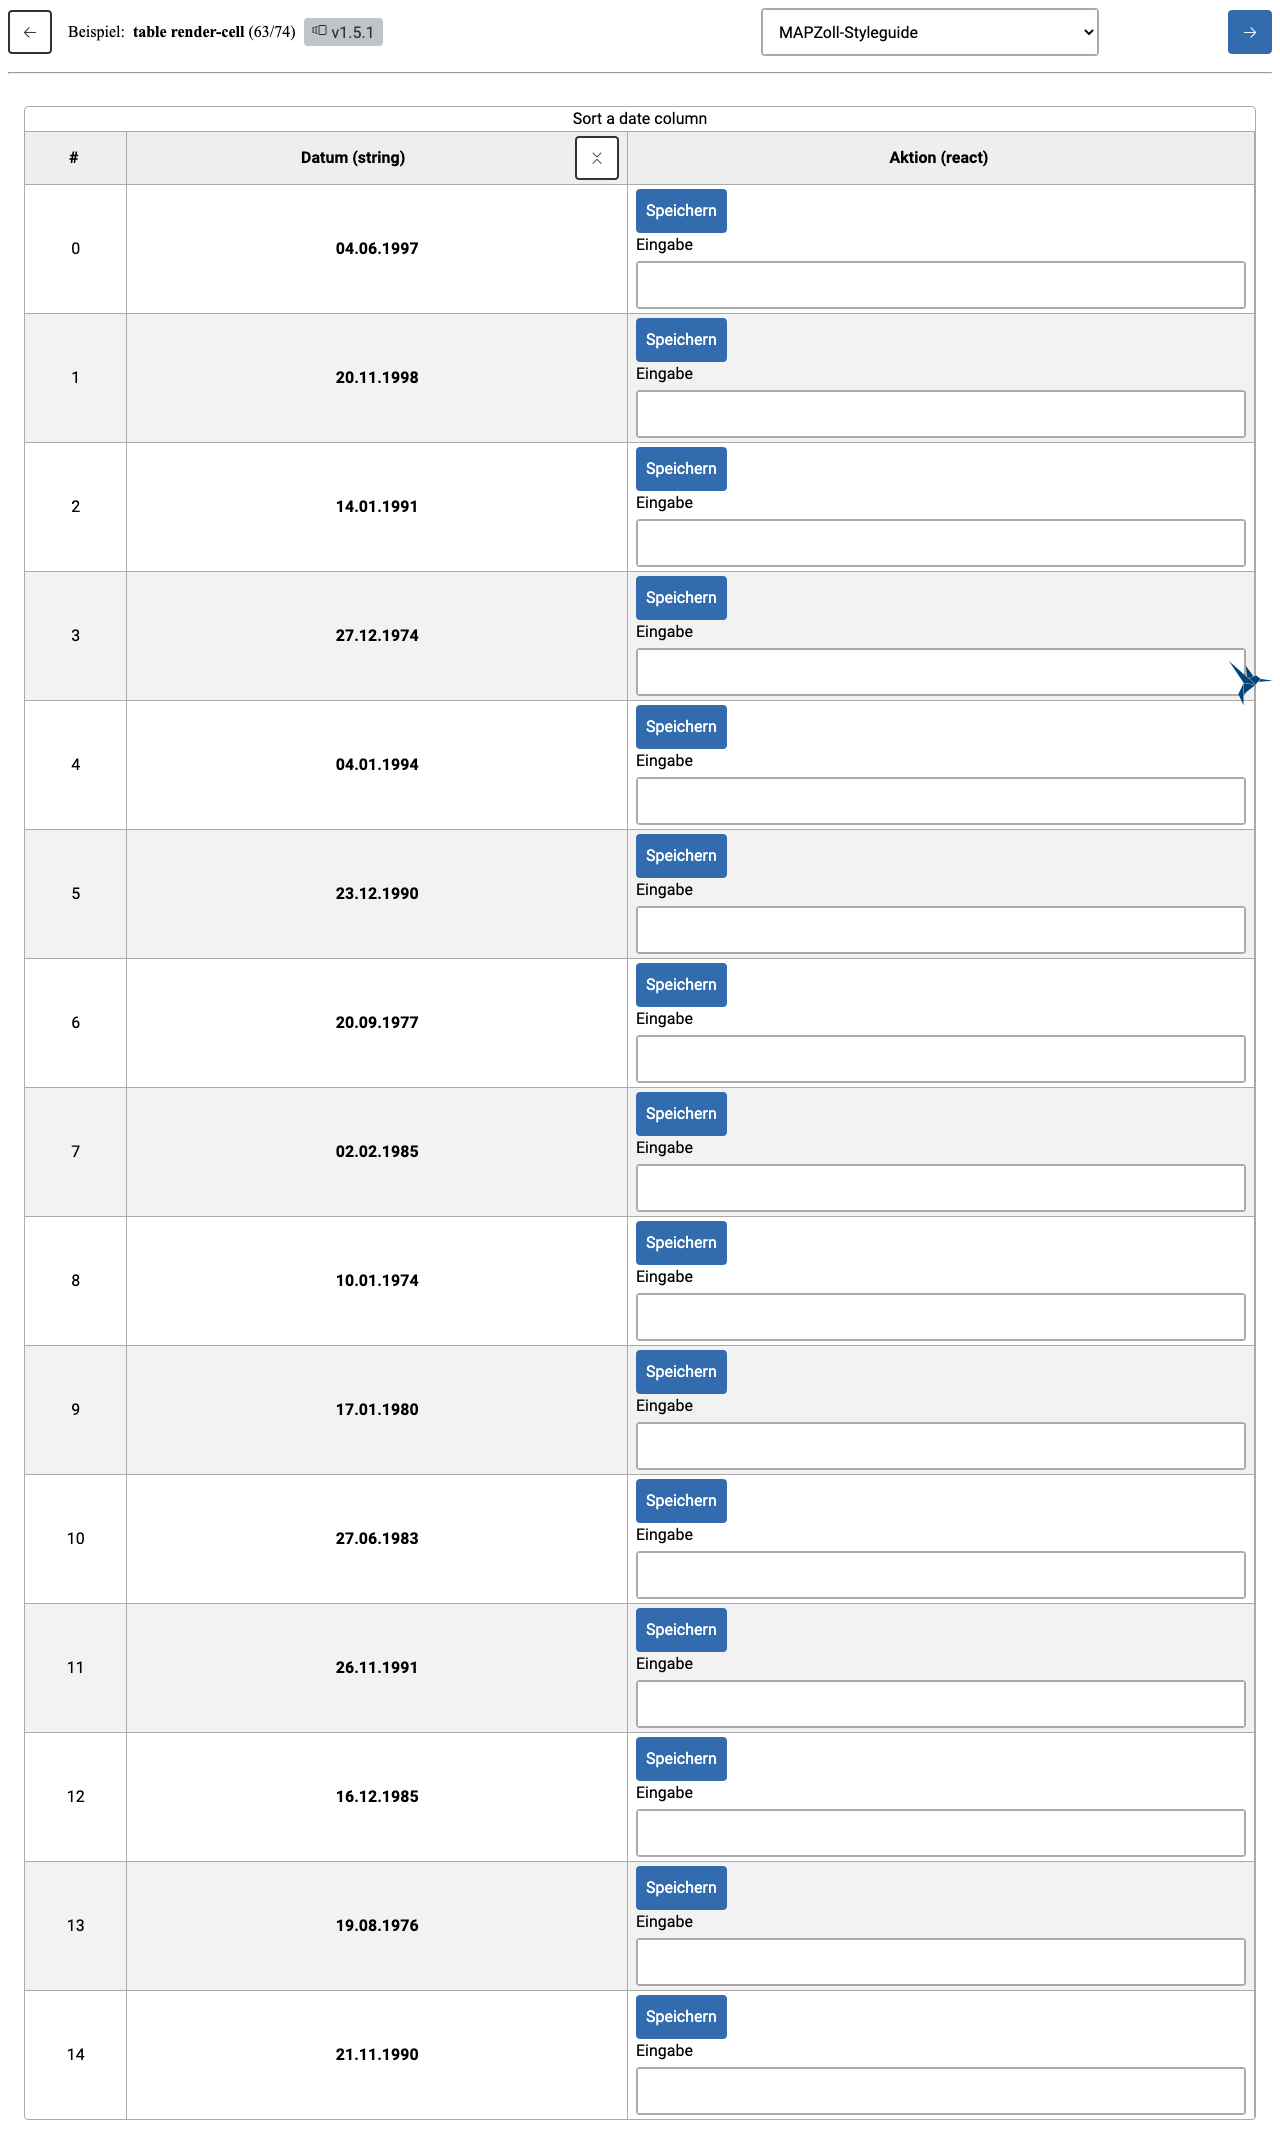 Beispiel: table render-cell (63/74) v1.5.1 MAPZoll-Styleguide
Sort a date column
# Datum (string) Aktion (react)
Speichern
0 04.06.1997 Eingabe
Speichern
1 20.11.1998 Eingabe
Speichern
2 14.01.1991 Eingabe
Speichern
3 27.12.1974 Eingabe
Speichern
4 04.01.1994 Eingabe
Speichern
5 23.12.1990 Eingabe
Speichern
6 20.09.1977 Eingabe
Speichern
7 02.02.1985 Eingabe
Speichern
8 10.01.1974 Eingabe
Speichern
9 17.01.1980 Eingabe
Speichern
10 27.06.1983 Eingabe
Speichern
11 26.11.1991 Eingabe
Speichern
12 16.12.1985 Eingabe
Speichern
13 19.08.1976 Eingabe
Speichern
14 21.11.1990 Eingabe